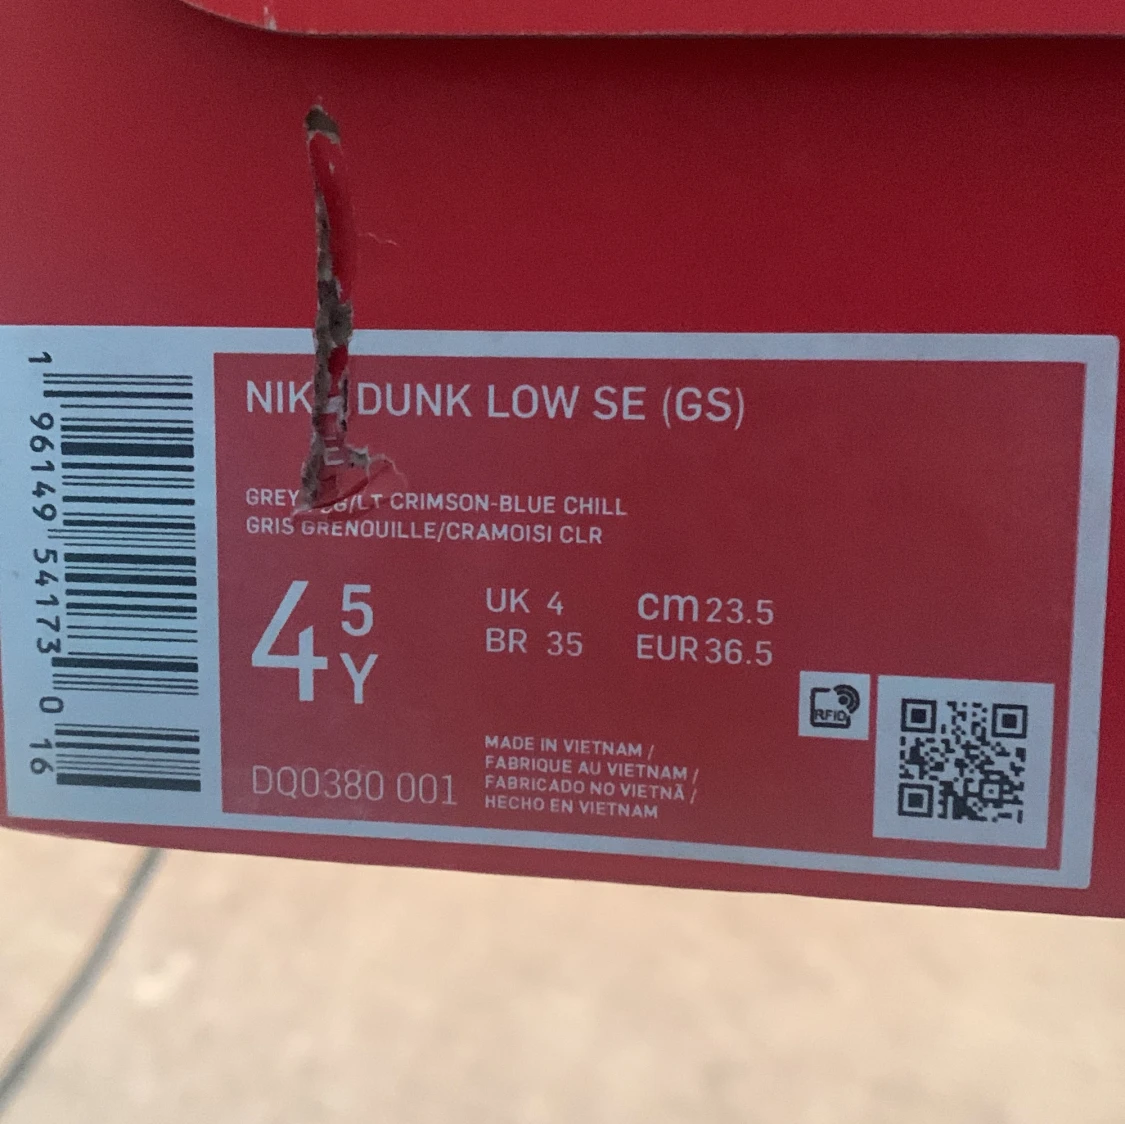 NIKE DUNK LOW SE (GS)
GREY FOG/LT CRIMSON-BLUE CHILL
GRIS GRENOUILLE/CRAMOISI CLR
4 5 Y
UK 4
BR 35
cm 23.5
EUR 36.5
DQ0380 001
MADE IN VIETNAM /
FABRIQUE AU VIETNAM /
FABRICADO NO VIETNÃ /
HECHO EN VIETNAM
RFID
1 96149 54173 0 16